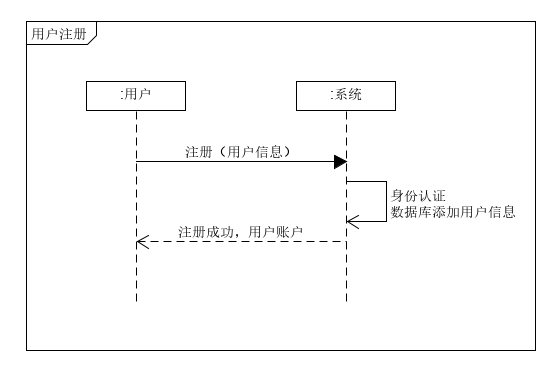 用户注册
:用户
:系统
注册（用户信息）
身份认证
数据库添加用户信息
注册成功，用户账户